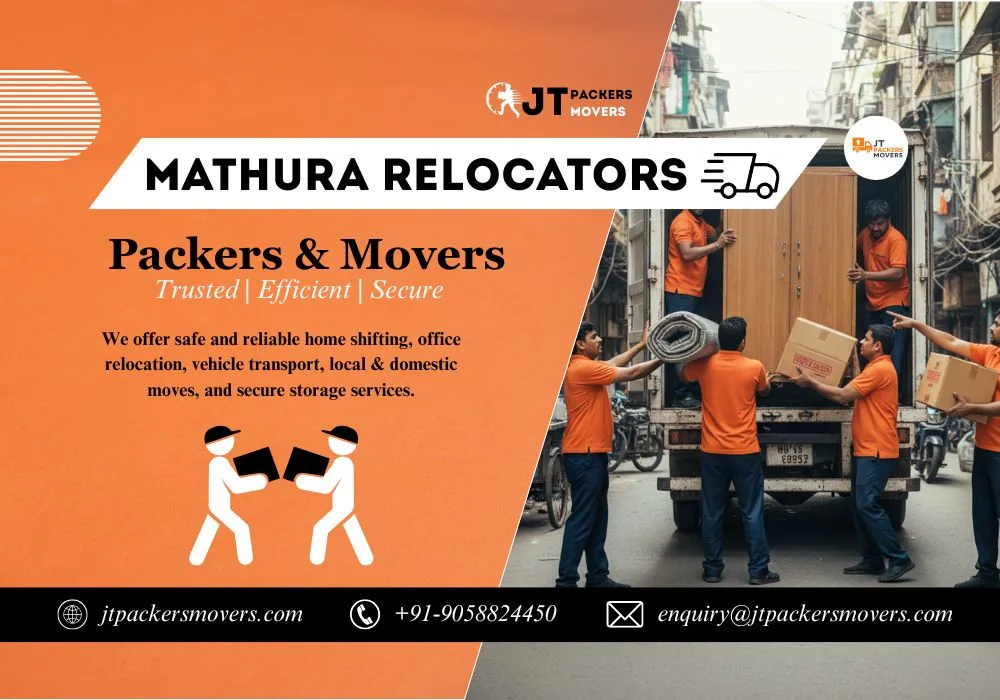 JT PACKERS
MOVERS
MATHURA RELOCATORS
JT
PACKERS
MOVERS
Packers & Movers
Trusted | Efficient | Secure
We offer safe and reliable home shifting, office
relocation, vehicle transport, local & domestic
moves, and secure storage services.
jtpackersmovers.com
+91-9058824450
enquiry@jtpackersmovers.com